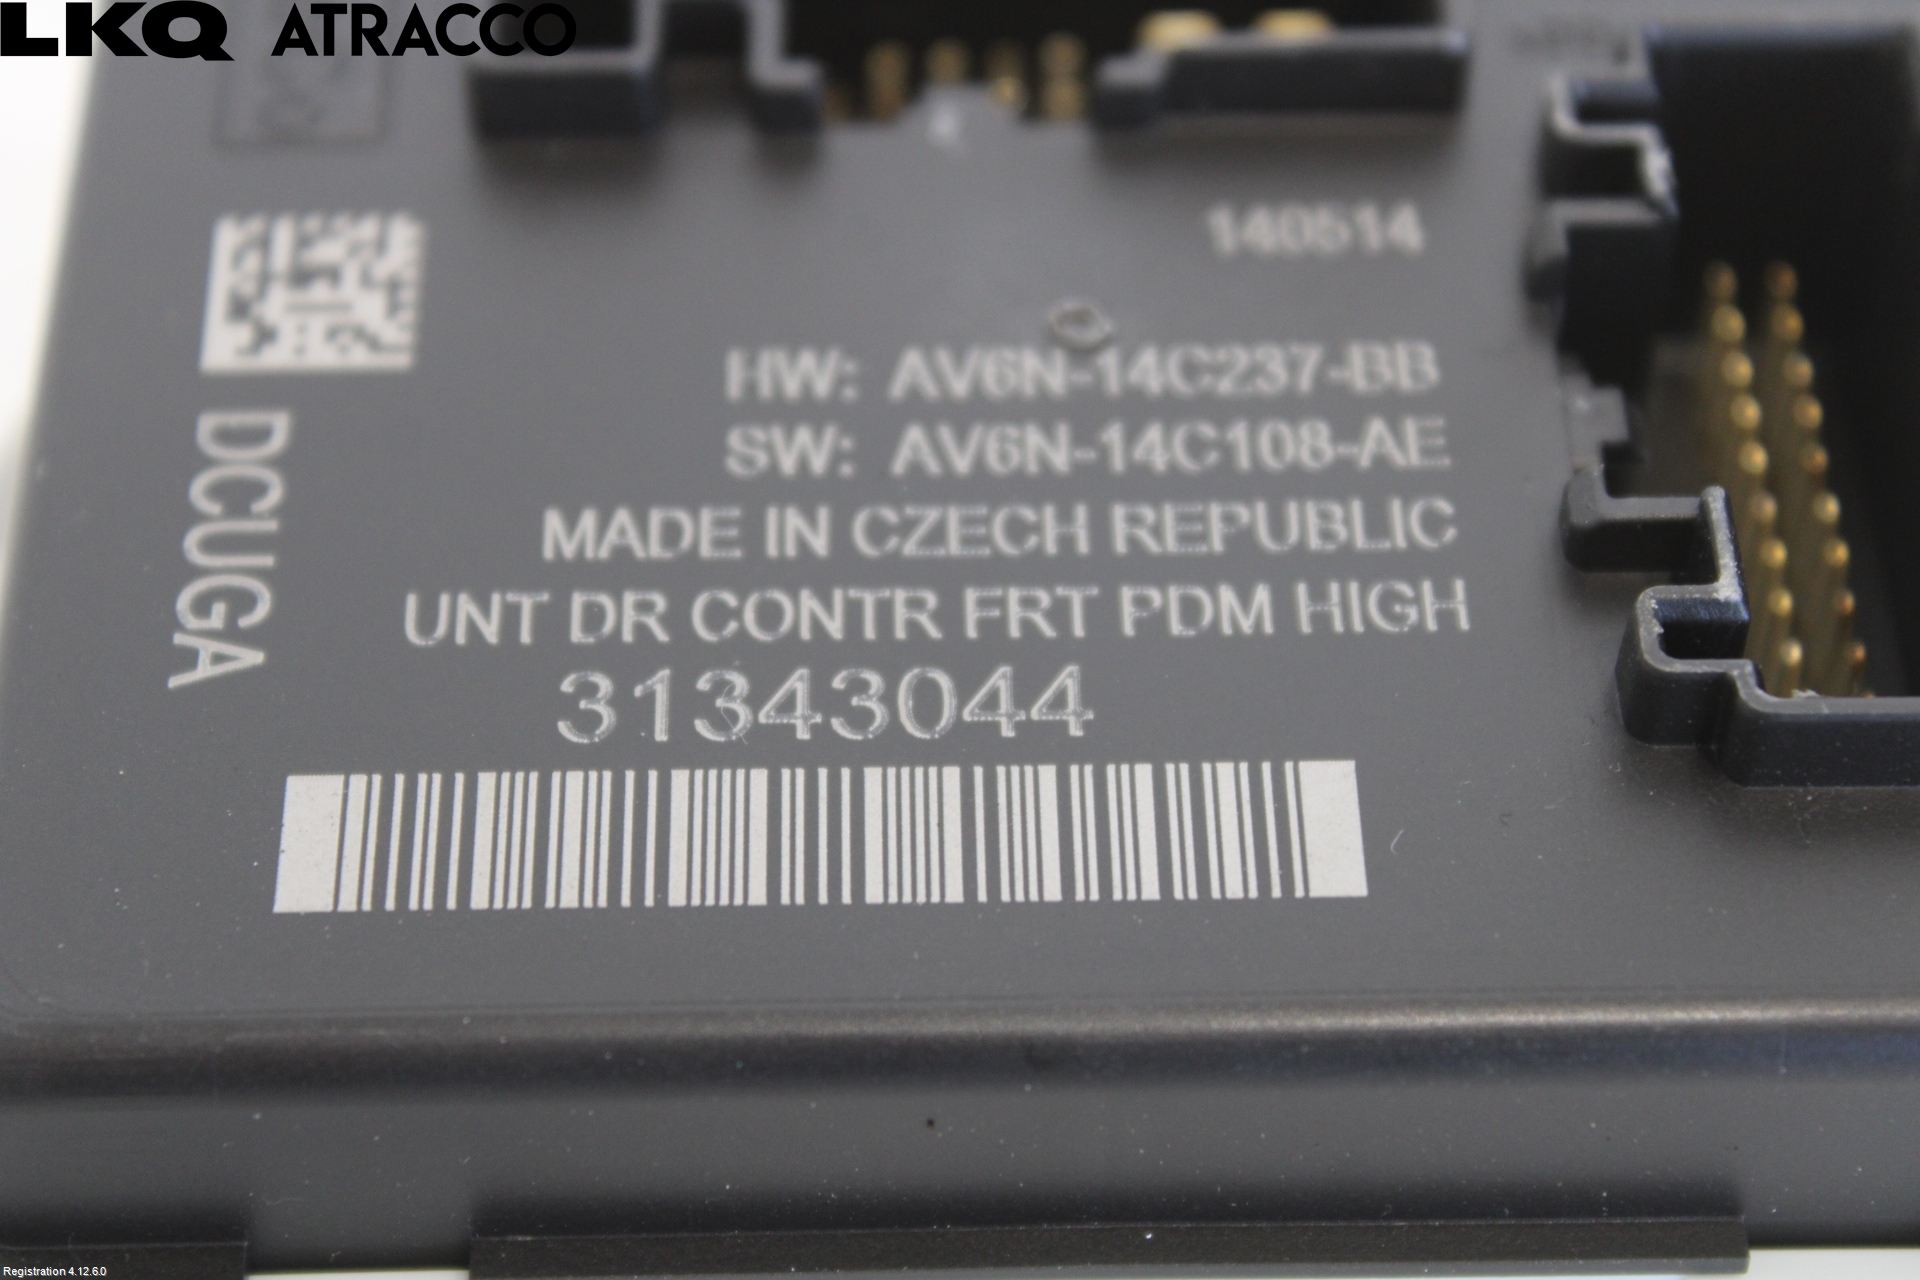 LKQ ATRACCO
140514
HW: AV6N-14C237-BB
SW: AV6N-14C108-AE
MADE IN CZECH REPUBLIC
UNT DR CONTR FRT PDM HIGH
31343044
DCUGA
Registration 4.12.6.0